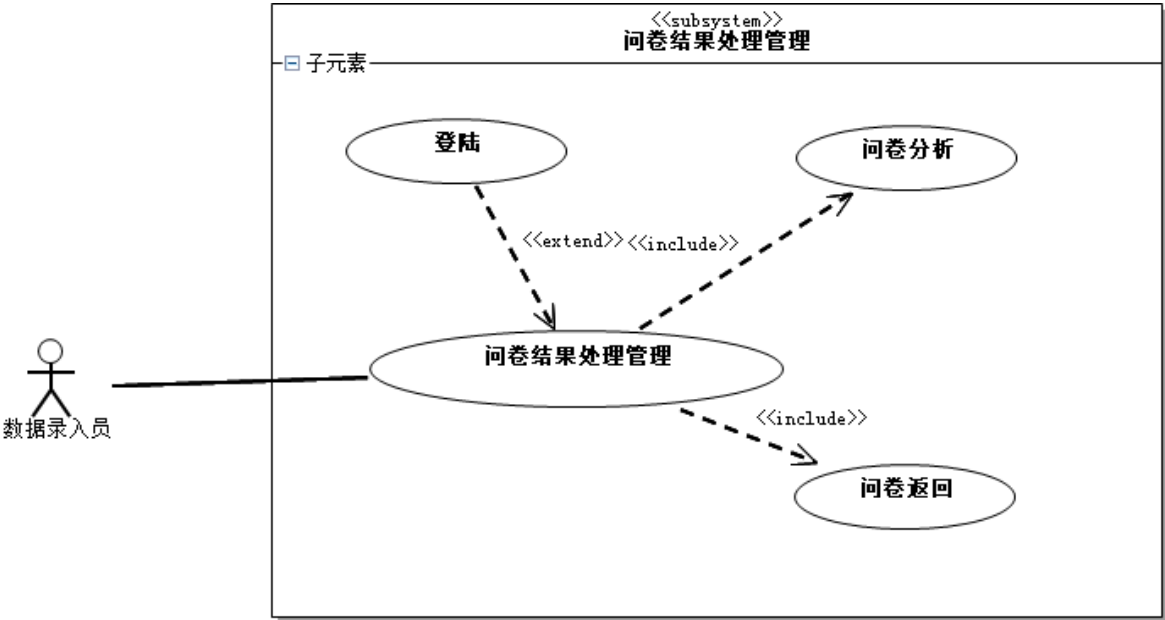 <<subsystem>>
问卷结果处理管理
子元素
登陆
问卷分析
<<extend>>
<<include>>
问卷结果处理管理
数据录入员
<<include>>
问卷返回